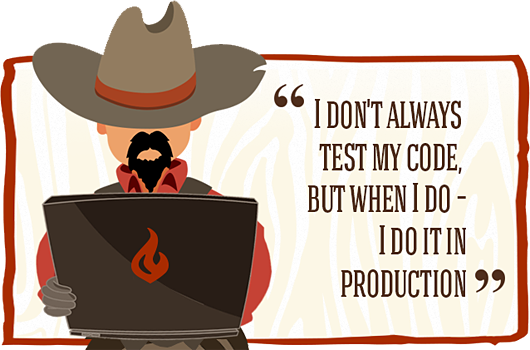 “ I DON'T ALWAYS
TEST MY CODE,
BUT WHEN I DO -
I DO IT IN
PRODUCTION ”